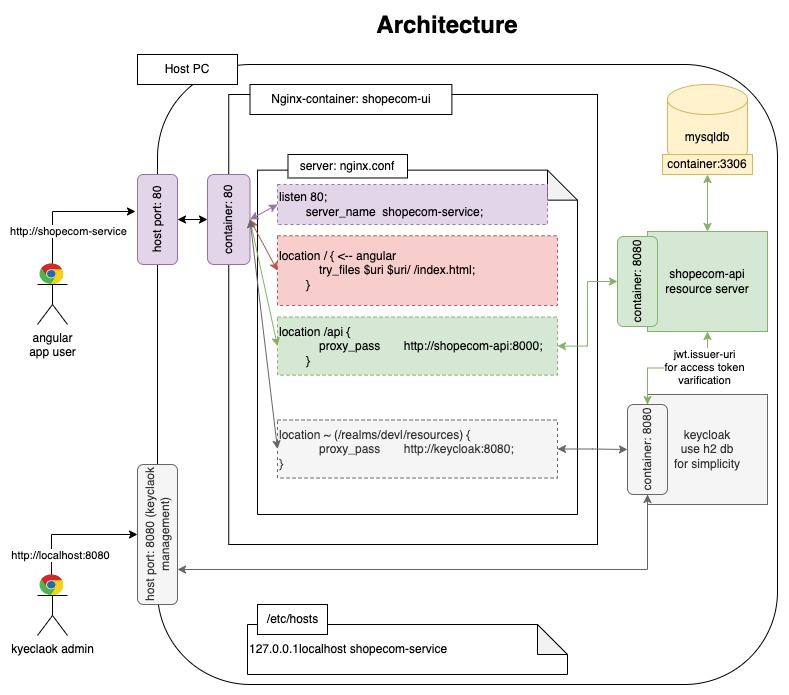 Architecture
Host PC
Nginx-container: shopecom-ui
mysqldb
container:3306
server: nginx.conf
host port: 80
container: 80
listen 80;
server_name shopecom-service;
http://shopecom-service
location / { <-- angular
try_files $uri $uri/ /index.html;
}
container: 8080
shopecom-api
resource server
angular
app user
location /api {
proxy_pass http://shopecom-api:8000;
}
jwt.issuer-uri
for access token
varification
location ~ (/realms/devl/resources) {
proxy_pass http://keycloak:8080;
}
container: 8080
keycloak
use h2 db
for simplicity
host port: 8080 (keyclaok
management)
http://localhost:8080
kyeclaok admin
/etc/hosts
127.0.0.1localhost shopecom-service